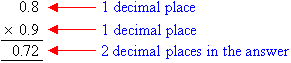 0.8 1 decimal place
× 0.9 1 decimal place
0.72 2 decimal places in the answer